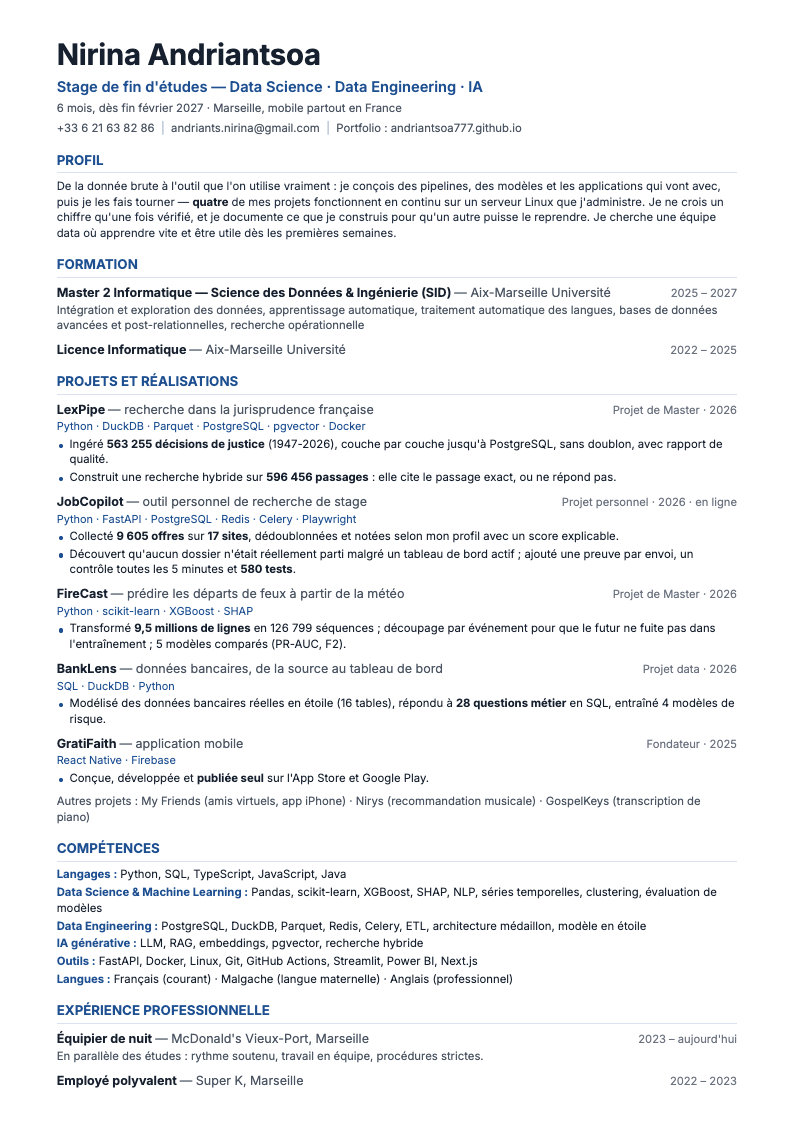 Nirina Andriantsoa
Stage de fin d'études — Data Science · Data Engineering · IA
6 mois, dès fin février 2027 · Marseille, mobile partout en France
+33 6 21 63 82 86 | andriants.nirina@gmail.com | Portfolio : andriantsoa777.github.io
PROFIL
De la donnée brute à l'outil que l'on utilise vraiment : je conçois des pipelines, des modèles et les applications qui vont avec,
puis je les fais tourner — quatre de mes projets fonctionnent en continu sur un serveur Linux que j'administre. Je ne crois un
chiffre qu'une fois vérifié, et je documente ce que je construis pour qu'un autre puisse le reprendre. Je cherche une équipe
data où apprendre vite et être utile dès les premières semaines.
FORMATION
Master 2 Informatique — Science des Données & Ingénierie (SID) — Aix-Marseille Université 2025 – 2027
Intégration et exploration des données, apprentissage automatique, traitement automatique des langues, bases de données
avancées et post-relationnelles, recherche opérationnelle
Licence Informatique — Aix-Marseille Université 2022 – 2025
PROJETS ET RÉALISATIONS
LexPipe — recherche dans la jurisprudence française Projet de Master · 2026
Python · DuckDB · Parquet · PostgreSQL · pgvector · Docker
• Ingéré 563 255 décisions de justice (1947-2026), couche par couche jusqu'à PostgreSQL, sans doublon, avec rapport de
qualité.
• Construit une recherche hybride sur 596 456 passages : elle cite le passage exact, ou ne répond pas.
JobCopilot — outil personnel de recherche de stage Projet personnel · 2026 · en ligne
Python · FastAPI · PostgreSQL · Redis · Celery · Playwright
• Collecté 9 605 offres sur 17 sites, dédoublonnées et notées selon mon profil avec un score explicable.
• Découvert qu'aucun dossier n'était réellement parti malgré un tableau de bord actif ; ajouté une preuve par envoi, un
contrôle toutes les 5 minutes et 580 tests.
FireCast — prédire les départs de feux à partir de la météo Projet de Master · 2026
Python · scikit-learn · XGBoost · SHAP
• Transformé 9,5 millions de lignes en 126 799 séquences ; découpage par événement pour que le futur ne fuite pas dans
l'entraînement ; 5 modèles comparés (PR-AUC, F2).
BankLens — données bancaires, de la source au tableau de bord Projet data · 2026
SQL · DuckDB · Python
• Modélisé des données bancaires réelles en étoile (16 tables), répondu à 28 questions métier en SQL, entraîné 4 modèles de
risque.
GratiFaith — application mobile Fondateur · 2025
React Native · Firebase
• Conçue, développée et publiée seul sur l'App Store et Google Play.
Autres projets : My Friends (amis virtuels, app iPhone) · Nirys (recommandation musicale) · GospelKeys (transcription de
piano)
COMPÉTENCES
Langages : Python, SQL, TypeScript, JavaScript, Java
Data Science & Machine Learning : Pandas, scikit-learn, XGBoost, SHAP, NLP, séries temporelles, clustering, évaluation de
modèles
Data Engineering : PostgreSQL, DuckDB, Parquet, Redis, Celery, ETL, architecture médaillon, modèle en étoile
IA générative : LLM, RAG, embeddings, pgvector, recherche hybride
Outils : FastAPI, Docker, Linux, Git, GitHub Actions, Streamlit, Power BI, Next.js
Langues : Français (courant) · Malgache (langue maternelle) · Anglais (professionnel)
EXPÉRIENCE PROFESSIONNELLE
Équipier de nuit — McDonald's Vieux-Port, Marseille 2023 – aujourd'hui
En parallèle des études : rythme soutenu, travail en équipe, procédures strictes.
Employé polyvalent — Super K, Marseille 2022 – 2023